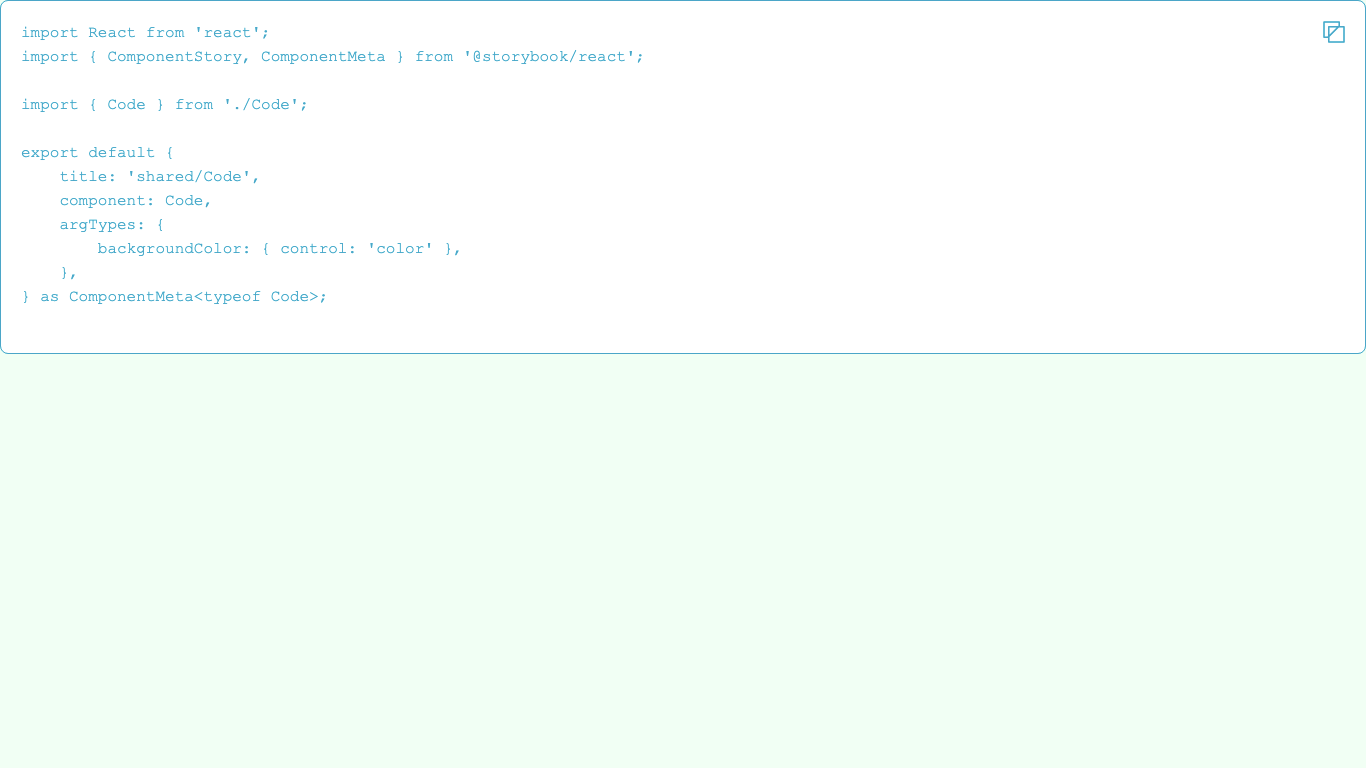 import React from 'react';
import { ComponentStory, ComponentMeta } from '@storybook/react';

import { Code } from './Code';

export default {
    title: 'shared/Code',
    component: Code,
    argTypes: {
        backgroundColor: { control: 'color' },
    },
} as ComponentMeta<typeof Code>;